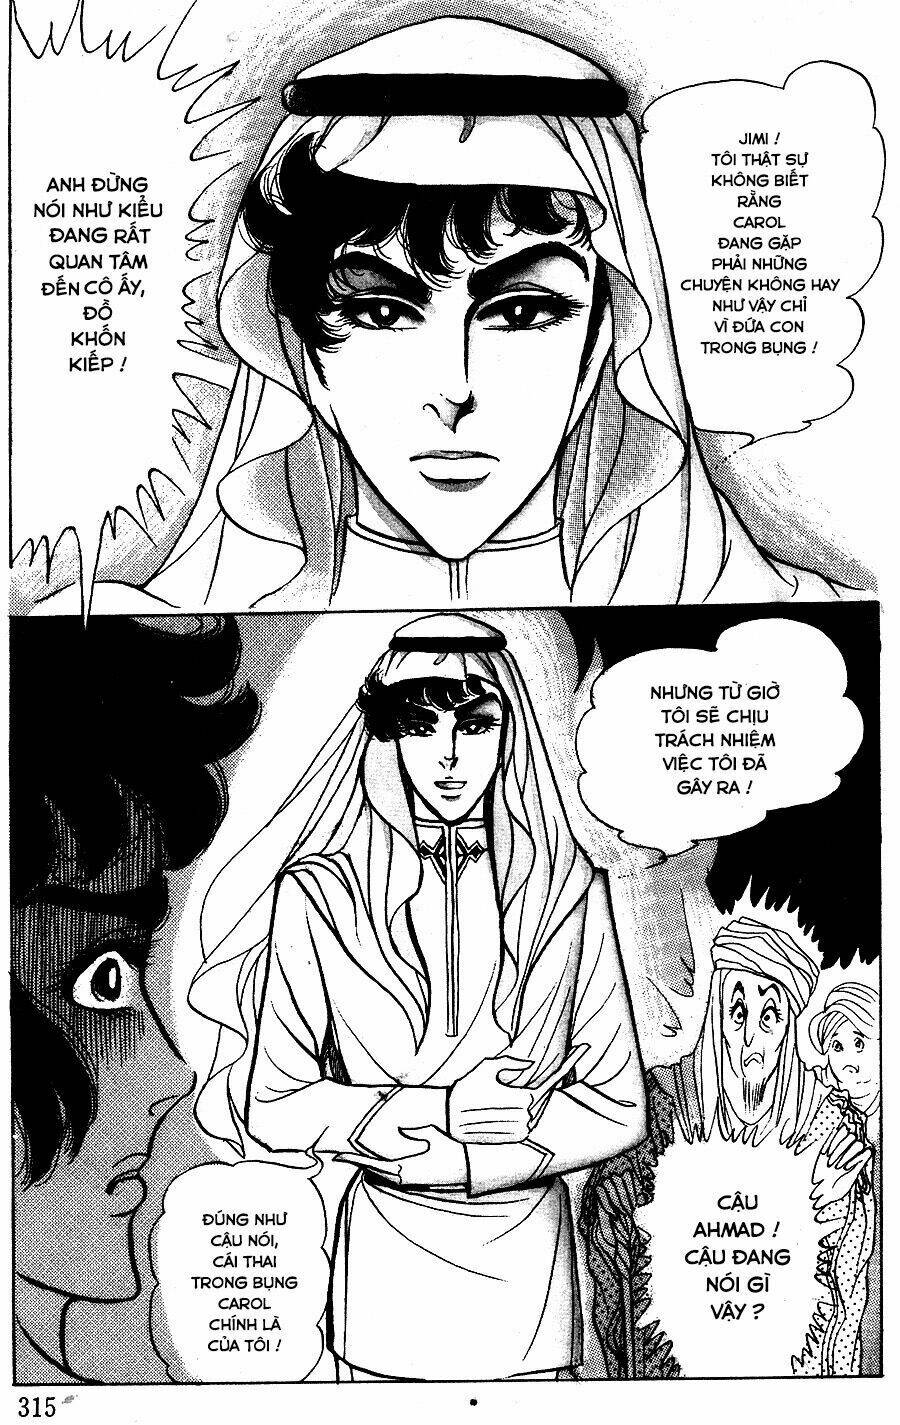 JIMI !
TÔI THẬT SỰ
KHÔNG BIẾT
RẰNG
CAROL
ĐANG GẶP
PHẢI NHỮNG
CHUYỆN KHÔNG HAY
NHƯ VẬY CHỈ
VÌ ĐỨA CON
TRONG BỤNG !
ANH ĐỪNG
NÓI NHƯ KIỂU
ĐANG RẤT
QUAN TÂM
ĐẾN CÔ ẤY,
ĐỒ
KHỐN
KIẾP !
NHƯNG TỪ GIỜ
TÔI SẼ CHỊU
TRÁCH NHIỆM
VIỆC TÔI ĐÃ
GÂY RA !
ĐÚNG NHƯ
CẬU NÓI,
CÁI THAI
TRONG BỤNG
CAROL
CHÍNH LÀ
CỦA TÔI !
CẬU
AHMAD !
CẬU ĐANG
NÓI GÌ
VẬY ?
315